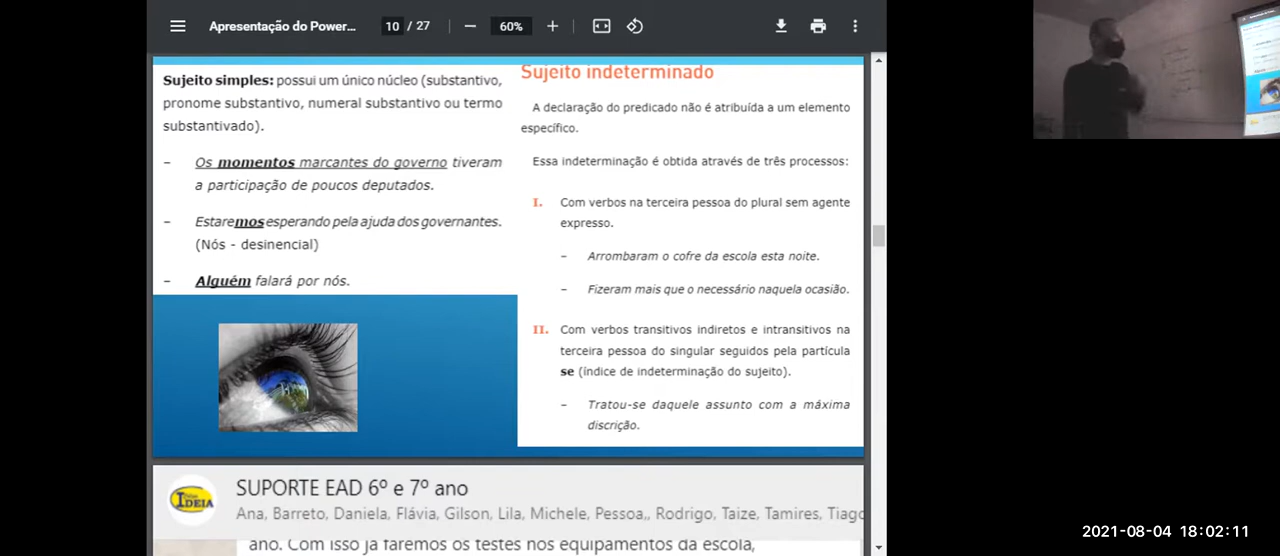 Apresentação do Power...
10 / 27
60%
Sujeito simples: possui um único núcleo (substantivo,
pronome substantivo, numeral substantivo ou termo
substantivado).
– Os momentos marcantes do governo tiveram
a participação de poucos deputados.
– Estaremos esperando pela ajuda dos governantes.
(Nós - desinencial)
– Alguém falará por nós.
Sujeito indeterminado
A declaração do predicado não é atribuída a um elemento
específico.
Essa indeterminação é obtida através de três processos:
I. Com verbos na terceira pessoa do plural sem agente
expresso.
– Arrombaram o cofre da escola esta noite.
– Fizeram mais que o necessário naquela ocasião.
II. Com verbos transitivos indiretos e intransitivos na
terceira pessoa do singular seguidos pela partícula
se (índice de indeterminação do sujeito).
– Tratou-se daquele assunto com a máxima
discrição.
IDEIA
SUPORTE EAD 6º e 7º ano
Ana, Barreto, Daniela, Flávia, Gilson, Lila, Michele, Pessoa,, Rodrigo, Taize, Tamires, Tiago
ano. Com isso já faremos os testes nos equipamentos da escola,
2021-08-04 18:02:11